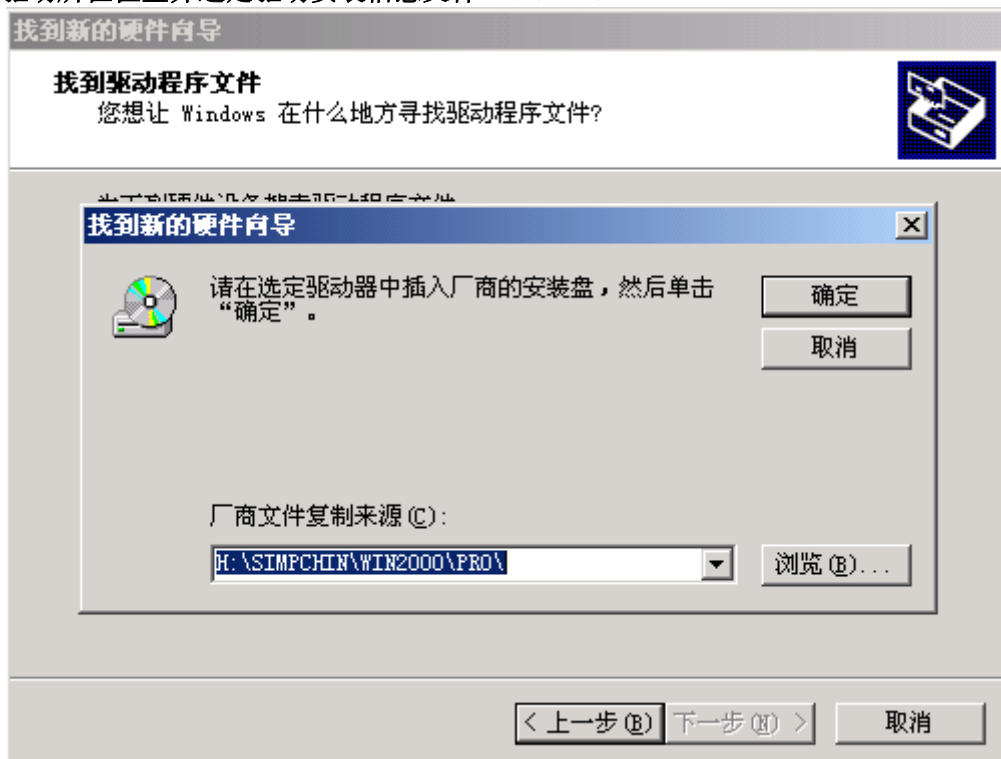 找到新的硬件向导
找到驱动程序文件
您想让 Windows 在什么地方寻找驱动程序文件?
找到新的硬件向导
请在选定驱动器中插入厂商的安装盘，然后单击
“确定”。
确定
取消
厂商文件复制来源(C):
H:\SIMPCHIN\WIN2000\PRO\
浏览(B)...
< 上一步(B)
下一步(N) >
取消